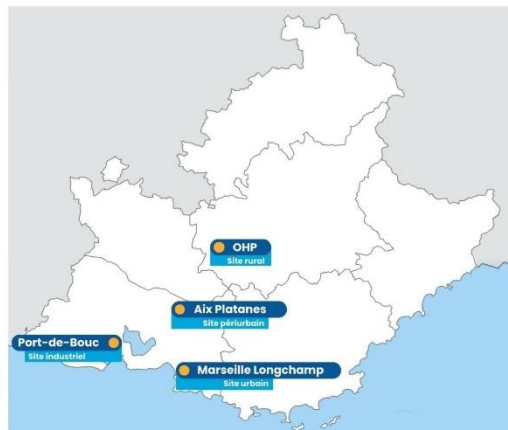 OHP
Site rural
Aix Platanes
Site périurbain
Port-de-Bouc
Site industriel
Marseille Longchamp
Site urbain